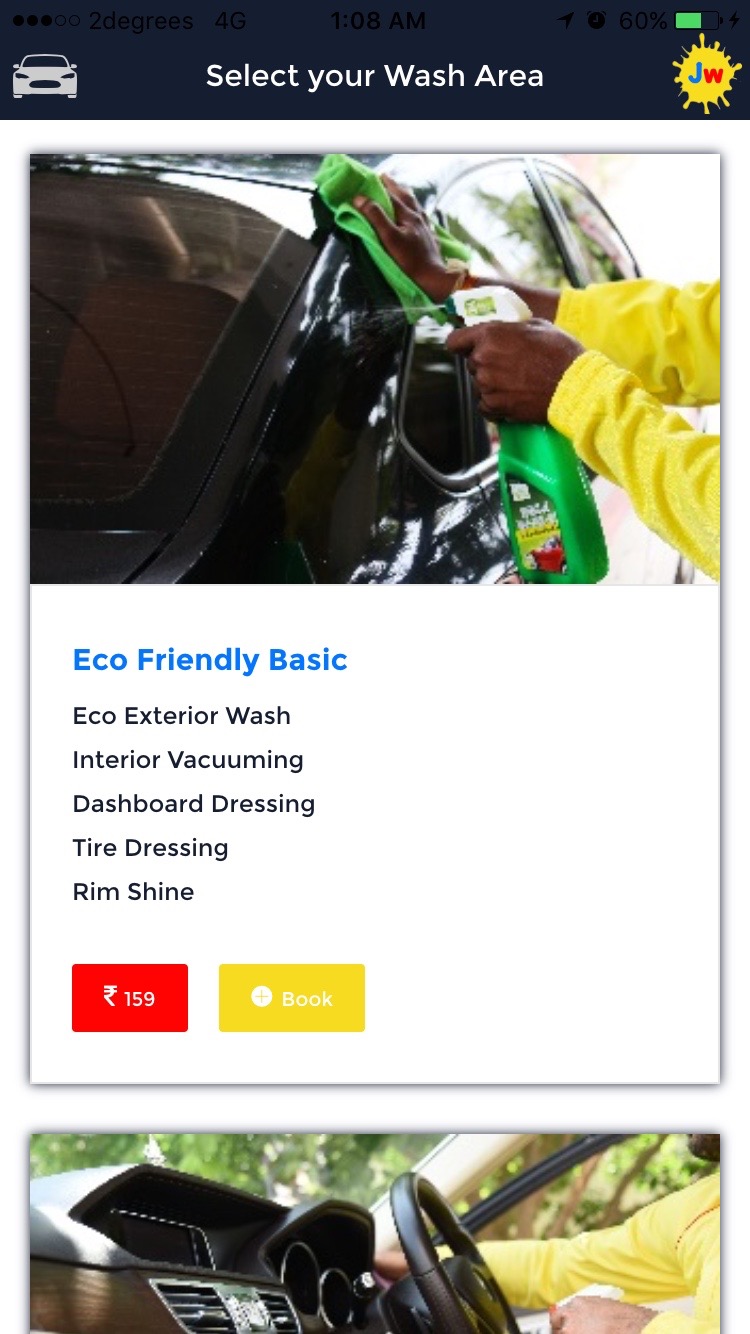 2degrees 4G 1:08 AM 60%
Select your Wash Area
Jw
Eco Friendly Basic
Eco Exterior Wash
Interior Vacuuming
Dashboard Dressing
Tire Dressing
Rim Shine
₹ 159
Book